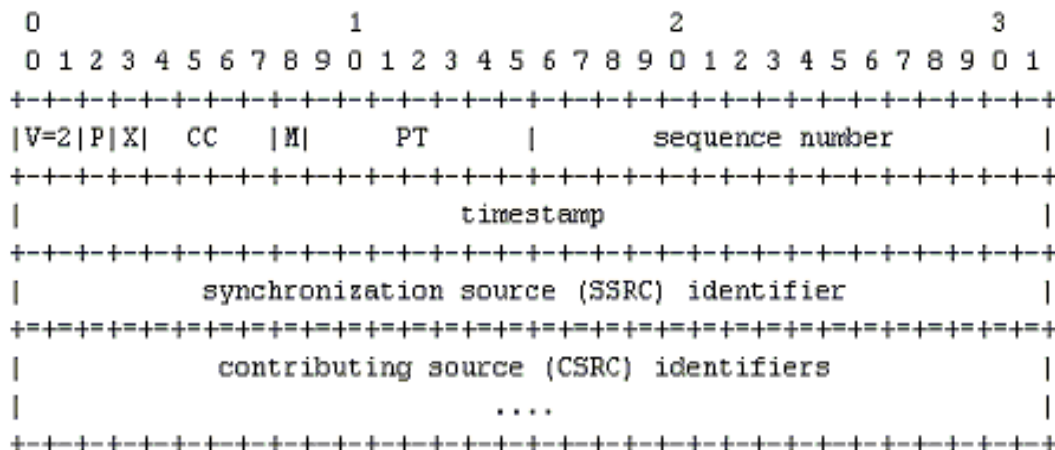 0                   1                   2                   3
 0 1 2 3 4 5 6 7 8 9 0 1 2 3 4 5 6 7 8 9 0 1 2 3 4 5 6 7 8 9 0 1
+-+-+-+-+-+-+-+-+-+-+-+-+-+-+-+-+-+-+-+-+-+-+-+-+-+-+-+-+-+-+-+-+
|V=2|P|X|  CC   |M|     PT      |       sequence number         |
+-+-+-+-+-+-+-+-+-+-+-+-+-+-+-+-+-+-+-+-+-+-+-+-+-+-+-+-+-+-+-+-+
|                           timestamp                           |
+-+-+-+-+-+-+-+-+-+-+-+-+-+-+-+-+-+-+-+-+-+-+-+-+-+-+-+-+-+-+-+-+
|           synchronization source (SSRC) identifier            |
+=+=+=+=+=+=+=+=+=+=+=+=+=+=+=+=+=+=+=+=+=+=+=+=+=+=+=+=+=+=+=+=+
|            contributing source (CSRC) identifiers             |
|                             ....                              |
+-+-+-+-+-+-+-+-+-+-+-+-+-+-+-+-+-+-+-+-+-+-+-+-+-+-+-+-+-+-+-+-+